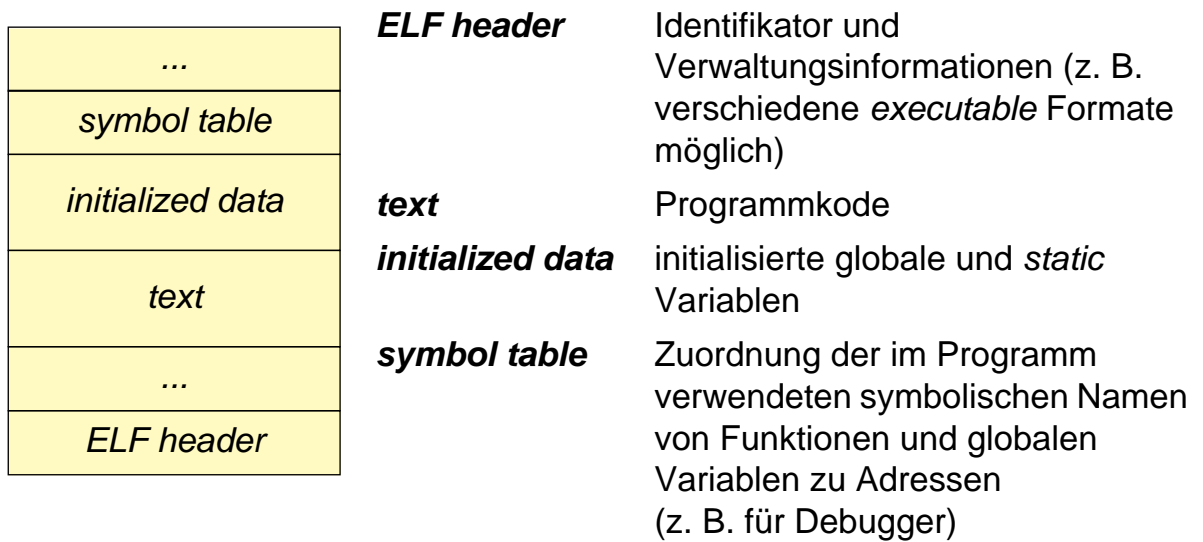 ...
symbol table
initialized data
text
...
ELF header
ELF header Identifikator und
Verwaltungsinformationen (z. B.
verschiedene executable Formate
möglich)
text Programmkode
initialized data initialisierte globale und static
Variablen
symbol table Zuordnung der im Programm
verwendeten symbolischen Namen
von Funktionen und globalen
Variablen zu Adressen
(z. B. für Debugger)